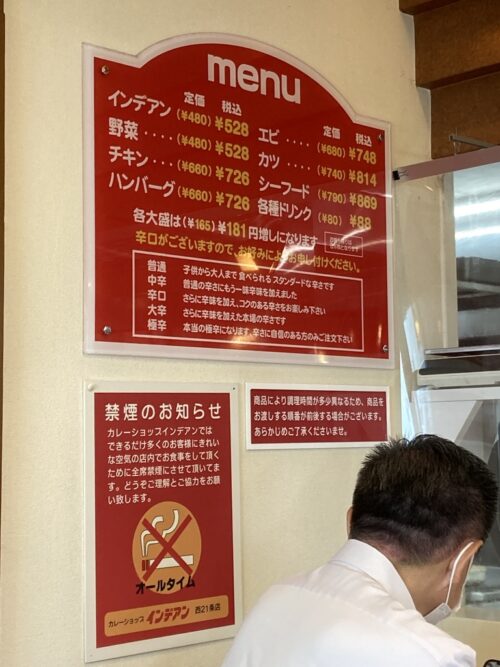 menu
定価 税込
インデアン (¥480) ¥528
野菜 ‥‥ (¥480) ¥528
チキン ‥‥ (¥660) ¥726
ハンバーグ (¥660) ¥726
定価 税込
エビ ‥‥ (¥680) ¥748
カツ ‥‥ (¥740) ¥814
シーフード (¥790) ¥869
各種ドリンク (¥80) ¥88
各大盛は (¥165) ¥181 円増しになります
辛口がございますので、お好みによりお申し付けください。
普通 子供から大人まで食べられるスタンダードな辛さです
中辛 普通の辛さにもう一味辛味を加えました
辛口 さらに辛味を加え、コクのある辛さをお楽しみ下さい
大辛 さらに辛味を加えた本場の辛さです
極辛 本当の極辛になります。辛さに自信のある方のみご注文下さい
禁煙のお知らせ
カレーショップインデアンでは
できるだけ多くのお客様にきれい
な空気の店内でお食事をして頂く
ために全席禁煙にさせて頂いてま
す。どうぞご理解とご協力をお願
い致します。
オールタイム
カレーショップ インデアン 西21条店
商品により調理時間が多少異なるため、商品を
お渡しする順番が前後する場合がございます。
あらかじめご了承くださいませ。